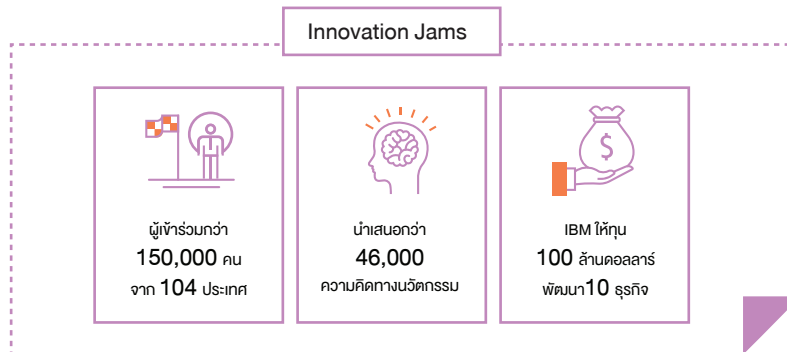 Innovation Jams
ผู้เข้าร่วมกว่า
150,000 คน
จาก 104 ประเทศ
นำเสนอกว่า
46,000
ความคิดทางนวัตกรรม
$
IBM ให้ทุน
100 ล้านดอลลาร์
พัฒนา10 ธุรกิจ